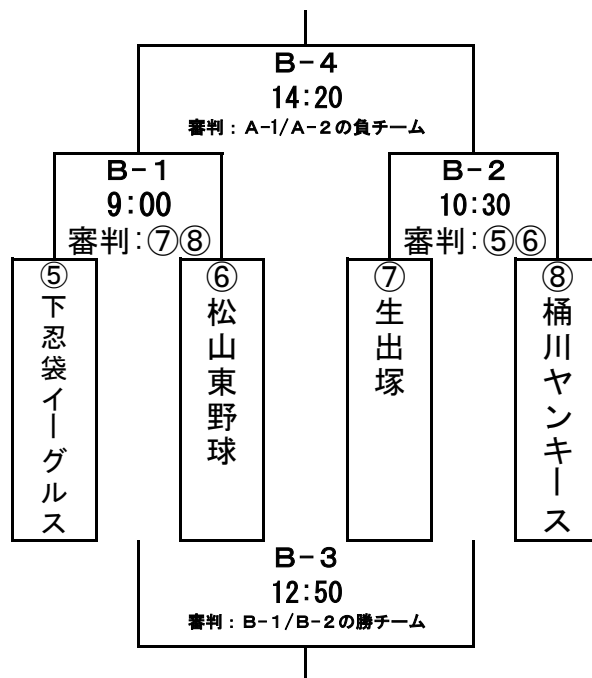 B-4
14:20
審判：A-1/A-2の負チーム
B-1
9:00
審判：⑦⑧
B-2
10:30
審判：⑤⑥
⑤下忍袋イーグルス
⑥松山東野球
⑦生出塚
⑧桶川ヤンキース
B-3
12:50
審判：B-1/B-2の勝チーム